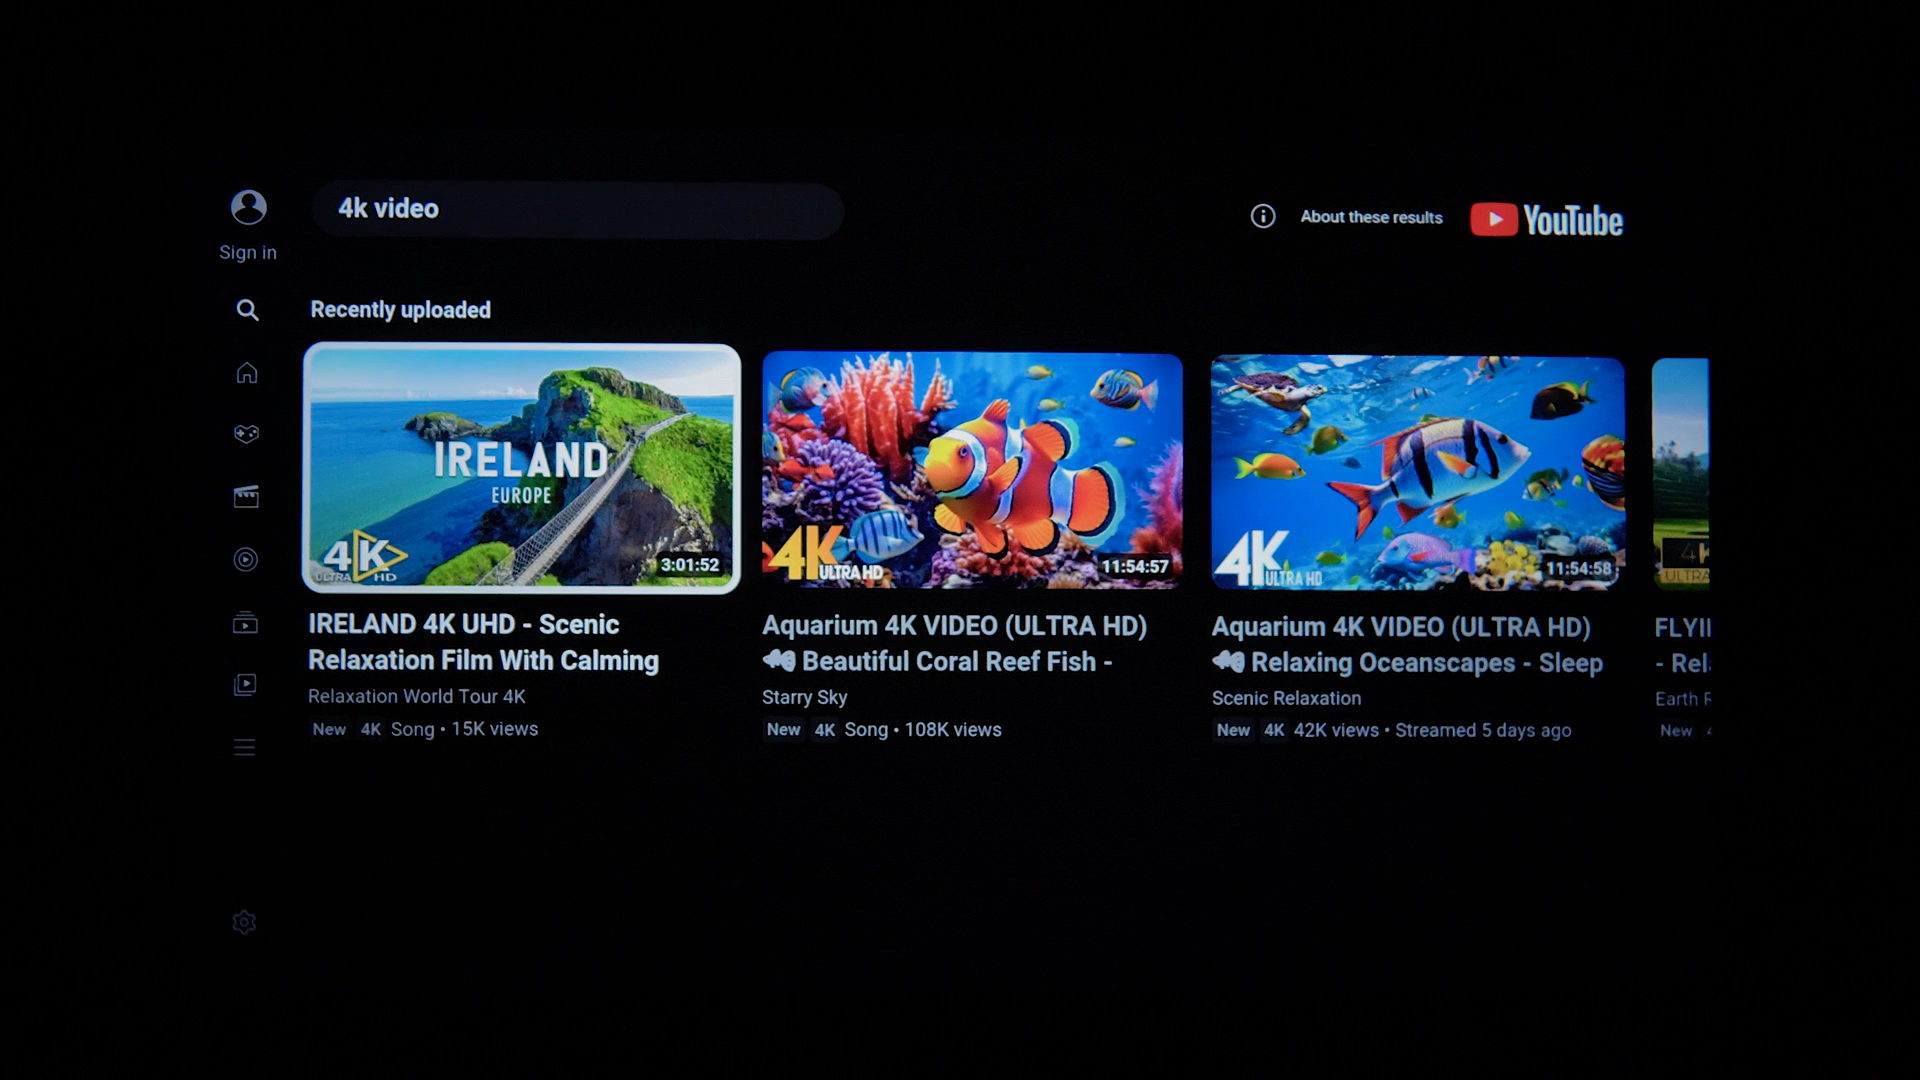 4k video
About these results
YouTube
Sign in
Recently uploaded
IRELAND
EUROPE
4K
ULTRA HD
3:01:52
4K
ULTRA HD
11:54:57
4K
ULTRA HD
11:54:58
4K
ULTRA
IRELAND 4K UHD - Scenic
Relaxation Film With Calming
Relaxation World Tour 4K
New 4K Song • 15K views
Aquarium 4K VIDEO (ULTRA HD)
Beautiful Coral Reef Fish -
Starry Sky
New 4K Song • 108K views
Aquarium 4K VIDEO (ULTRA HD)
Relaxing Oceanscapes - Sleep
Scenic Relaxation
New 4K 42K views • Streamed 5 days ago
- Rel
Earth
New